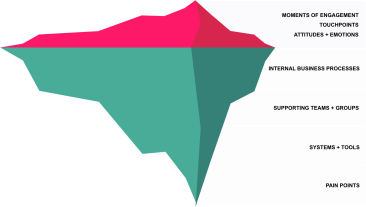 MOMENTS OF ENGAGEMENT
TOUCHPOINTS
ATTITUDES + EMOTIONS
INTERNAL BUSINESS PROCESSES
SUPPORTING TEAMS + GROUPS
SYSTEMS + TOOLS
PAIN POINTS